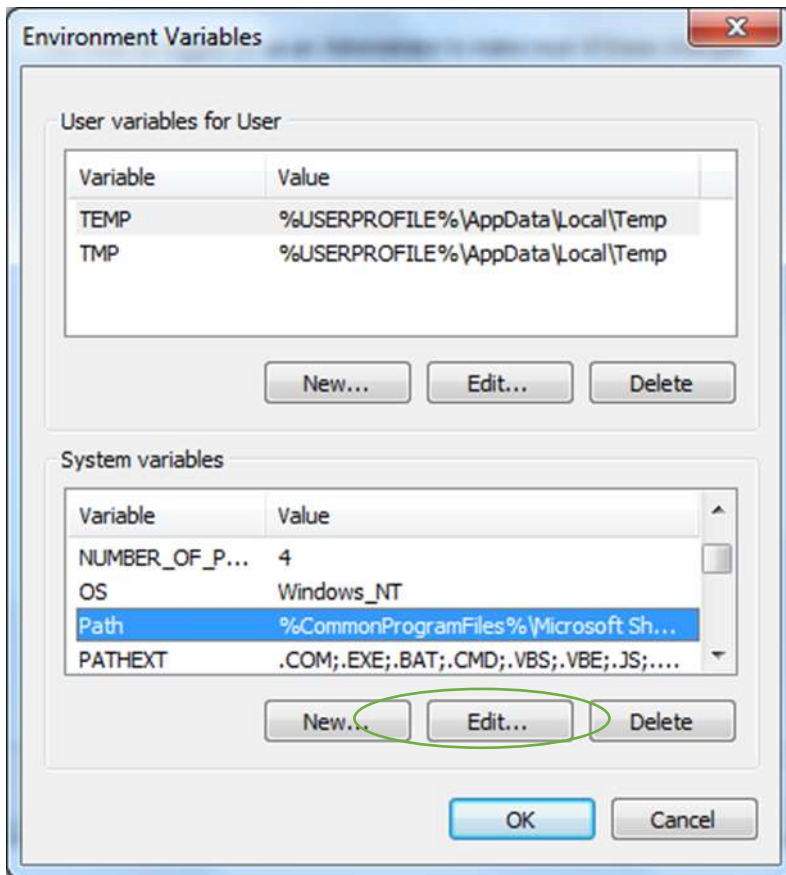 Environment Variables
User variables for User
Variable Value
TEMP %USERPROFILE%\AppData\Local\Temp
TMP %USERPROFILE%\AppData\Local\Temp
New... Edit... Delete
System variables
Variable Value
NUMBER_OF_P... 4
OS Windows_NT
Path %CommonProgramFiles%\Microsoft Sh...
PATHEXT .COM;.EXE;.BAT;.CMD;.VBS;.VBE;.JS;....
New... Edit... Delete
OK Cancel